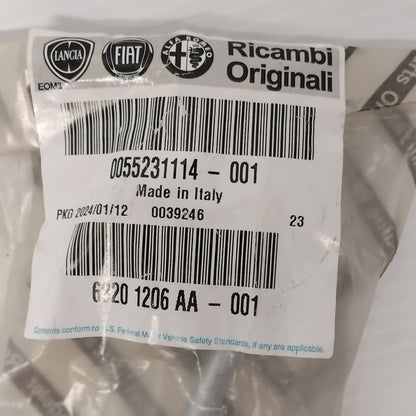 LANCIA FIAT ALFA ROMEO Ricambi
Originali
0055231114 - 001
Made in Italy
PKG 2024/01/12 0039246 23
6820 1206 AA - 001
Contents conform to U.S. Federal Motor Vehicle Safety Standards, if any are applicable.